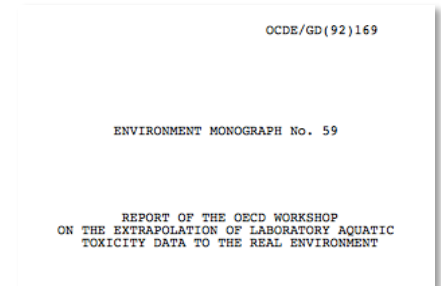 OCDE/GD(92)169
ENVIRONMENT MONOGRAPH No. 59
REPORT OF THE OECD WORKSHOP
ON THE EXTRAPOLATION OF LABORATORY AQUATIC
TOXICITY DATA TO THE REAL ENVIRONMENT